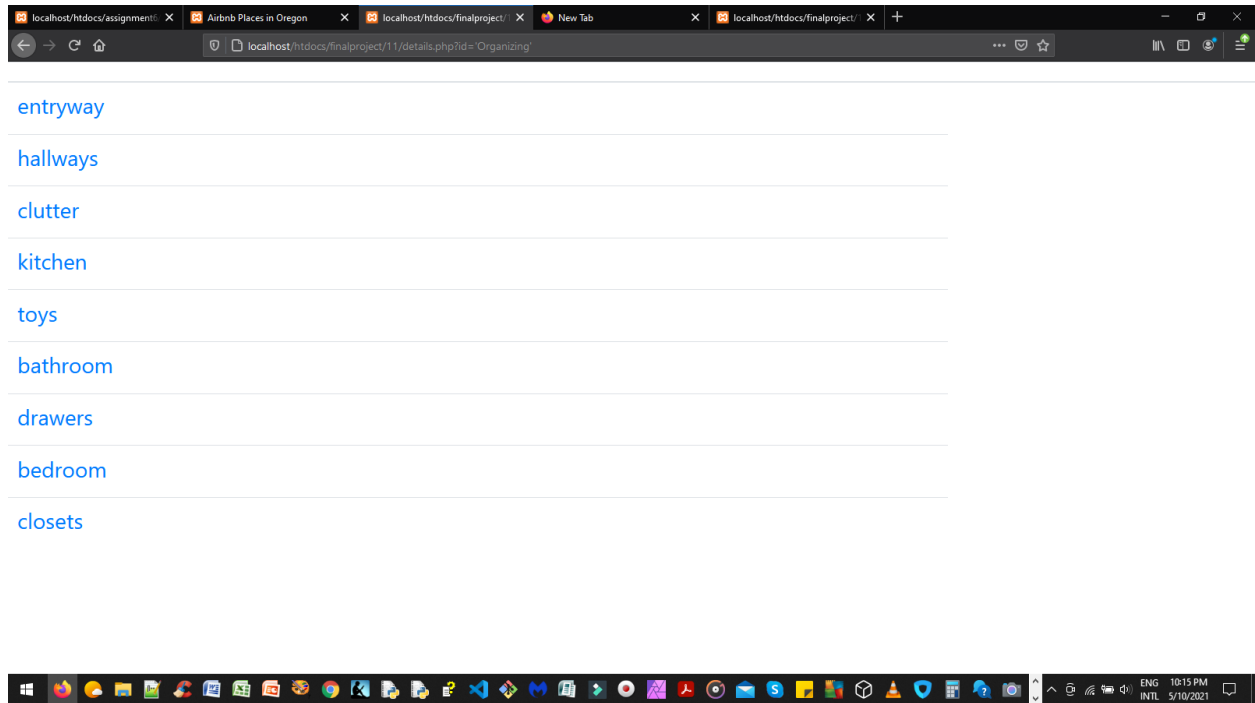 localhost/htdocs/assignment6
Airbnb Places in Oregon
localhost/htdocs/finalproject/1
New Tab
localhost/htdocs/finalproject/1
localhost/htdocs/finalproject/11/details.php?id='Organizing'
entryway
hallways
clutter
kitchen
toys
bathroom
drawers
bedroom
closets
ENG 10:15 PM
INTL 5/10/2021